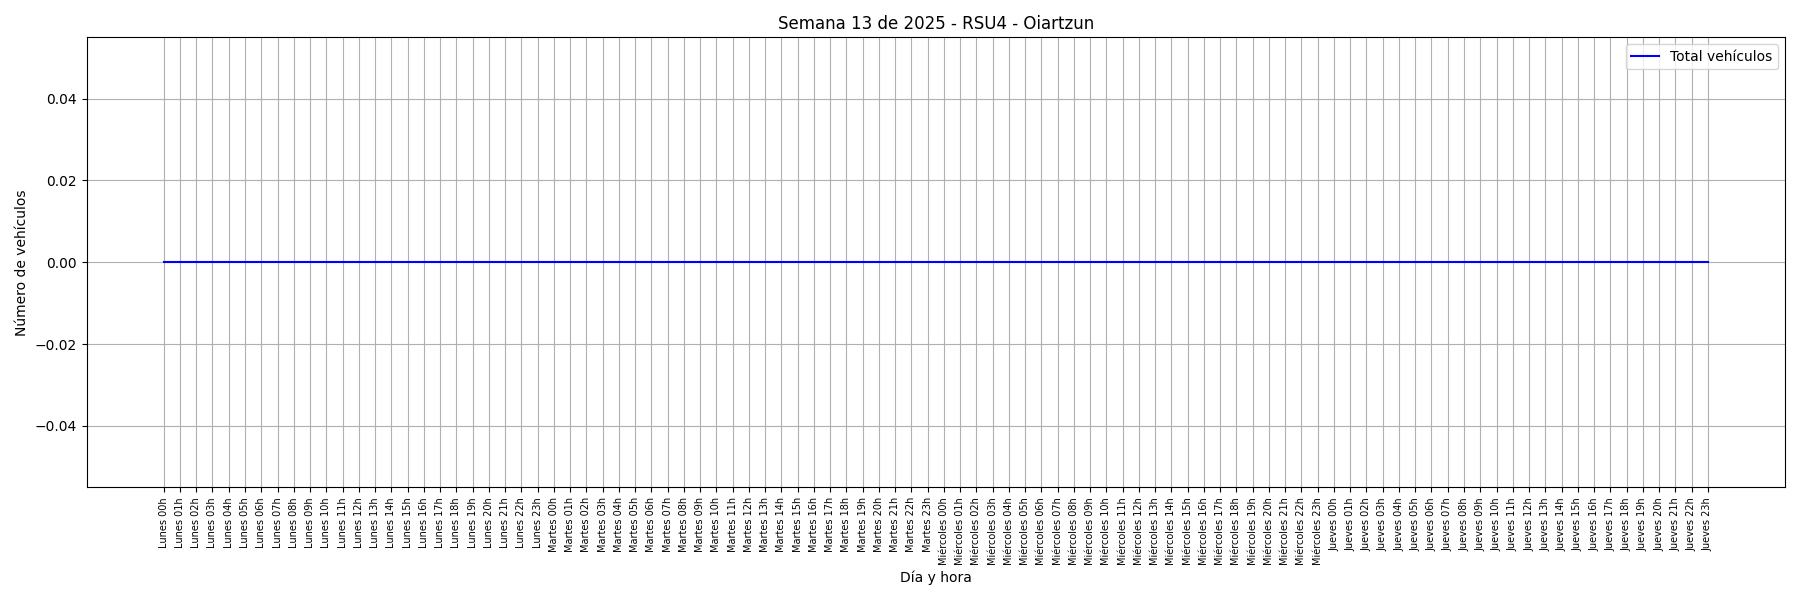 Semana 13 de 2025 - RSU4 - Oiartzun
Total vehículos
Número de vehículos
0.04
0.02
0.00
−0.02
−0.04
Lunes 00h
Lunes 01h
Lunes 02h
Lunes 03h
Lunes 04h
Lunes 05h
Lunes 06h
Lunes 07h
Lunes 08h
Lunes 09h
Lunes 10h
Lunes 11h
Lunes 12h
Lunes 13h
Lunes 14h
Lunes 15h
Lunes 16h
Lunes 17h
Lunes 18h
Lunes 19h
Lunes 20h
Lunes 21h
Lunes 22h
Lunes 23h
Martes 00h
Martes 01h
Martes 02h
Martes 03h
Martes 04h
Martes 05h
Martes 06h
Martes 07h
Martes 08h
Martes 09h
Martes 10h
Martes 11h
Martes 12h
Martes 13h
Martes 14h
Martes 15h
Martes 16h
Martes 17h
Martes 18h
Martes 19h
Martes 20h
Martes 21h
Martes 22h
Martes 23h
Miércoles 00h
Miércoles 01h
Miércoles 02h
Miércoles 03h
Miércoles 04h
Miércoles 05h
Miércoles 06h
Miércoles 07h
Miércoles 08h
Miércoles 09h
Miércoles 10h
Miércoles 11h
Miércoles 12h
Miércoles 13h
Miércoles 14h
Miércoles 15h
Miércoles 16h
Miércoles 17h
Miércoles 18h
Miércoles 19h
Miércoles 20h
Miércoles 21h
Miércoles 22h
Miércoles 23h
Jueves 00h
Jueves 01h
Jueves 02h
Jueves 03h
Jueves 04h
Jueves 05h
Jueves 06h
Jueves 07h
Jueves 08h
Jueves 09h
Jueves 10h
Jueves 11h
Jueves 12h
Jueves 13h
Jueves 14h
Jueves 15h
Jueves 16h
Jueves 17h
Jueves 18h
Jueves 19h
Jueves 20h
Jueves 21h
Jueves 22h
Jueves 23h
Día y hora